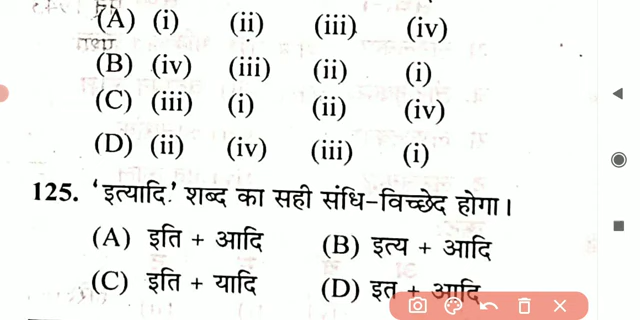 (A) (i) (ii) (iii) (iv)
(B) (iv) (iii) (ii) (i)
(C) (iii) (i) (ii) (iv)
(D) (ii) (iv) (iii) (i)
125. 'इत्यादि' शब्द का सही संधि-विच्छेद होगा।
(A) इति + आदि (B) इत्य + आदि
(C) इति + यादि (D) इत + आदि